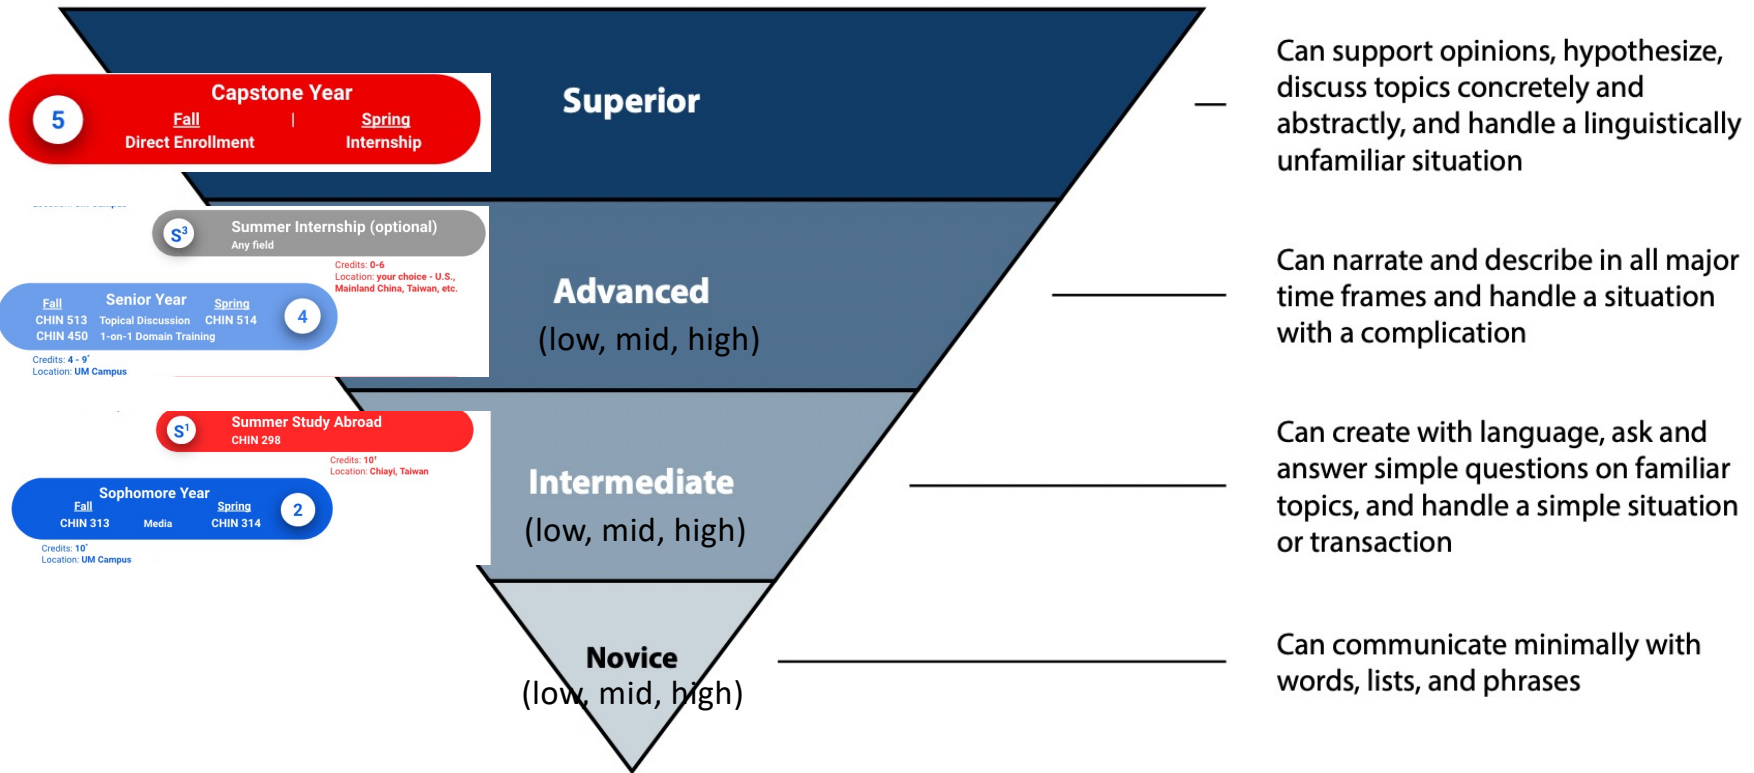 Superior
Can support opinions, hypothesize,
discuss topics concretely and
abstractly, and handle a linguistically
unfamiliar situation
5
Capstone Year
Fall | Spring
Direct Enrollment Internship
S³
Summer Internship (optional)
Any field
Credits: 0-6
Location: your choice - U.S.,
Mainland China, Taiwan, etc.
Senior Year
Fall Spring
CHIN 513 Topical Discussion CHIN 514
CHIN 450 1-on-1 Domain Training
4
Credits: 4 - 9*
Location: UM Campus
Advanced
(low, mid, high)
Can narrate and describe in all major
time frames and handle a situation
with a complication
S¹
Summer Study Abroad
CHIN 298
Credits: 10†
Location: Chiayi, Taiwan
Sophomore Year
Fall Spring
CHIN 313 Media CHIN 314
2
Credits: 10*
Location: UM Campus
Intermediate
(low, mid, high)
Can create with language, ask and
answer simple questions on familiar
topics, and handle a simple situation
or transaction
Novice
(low, mid, high)
Can communicate minimally with
words, lists, and phrases